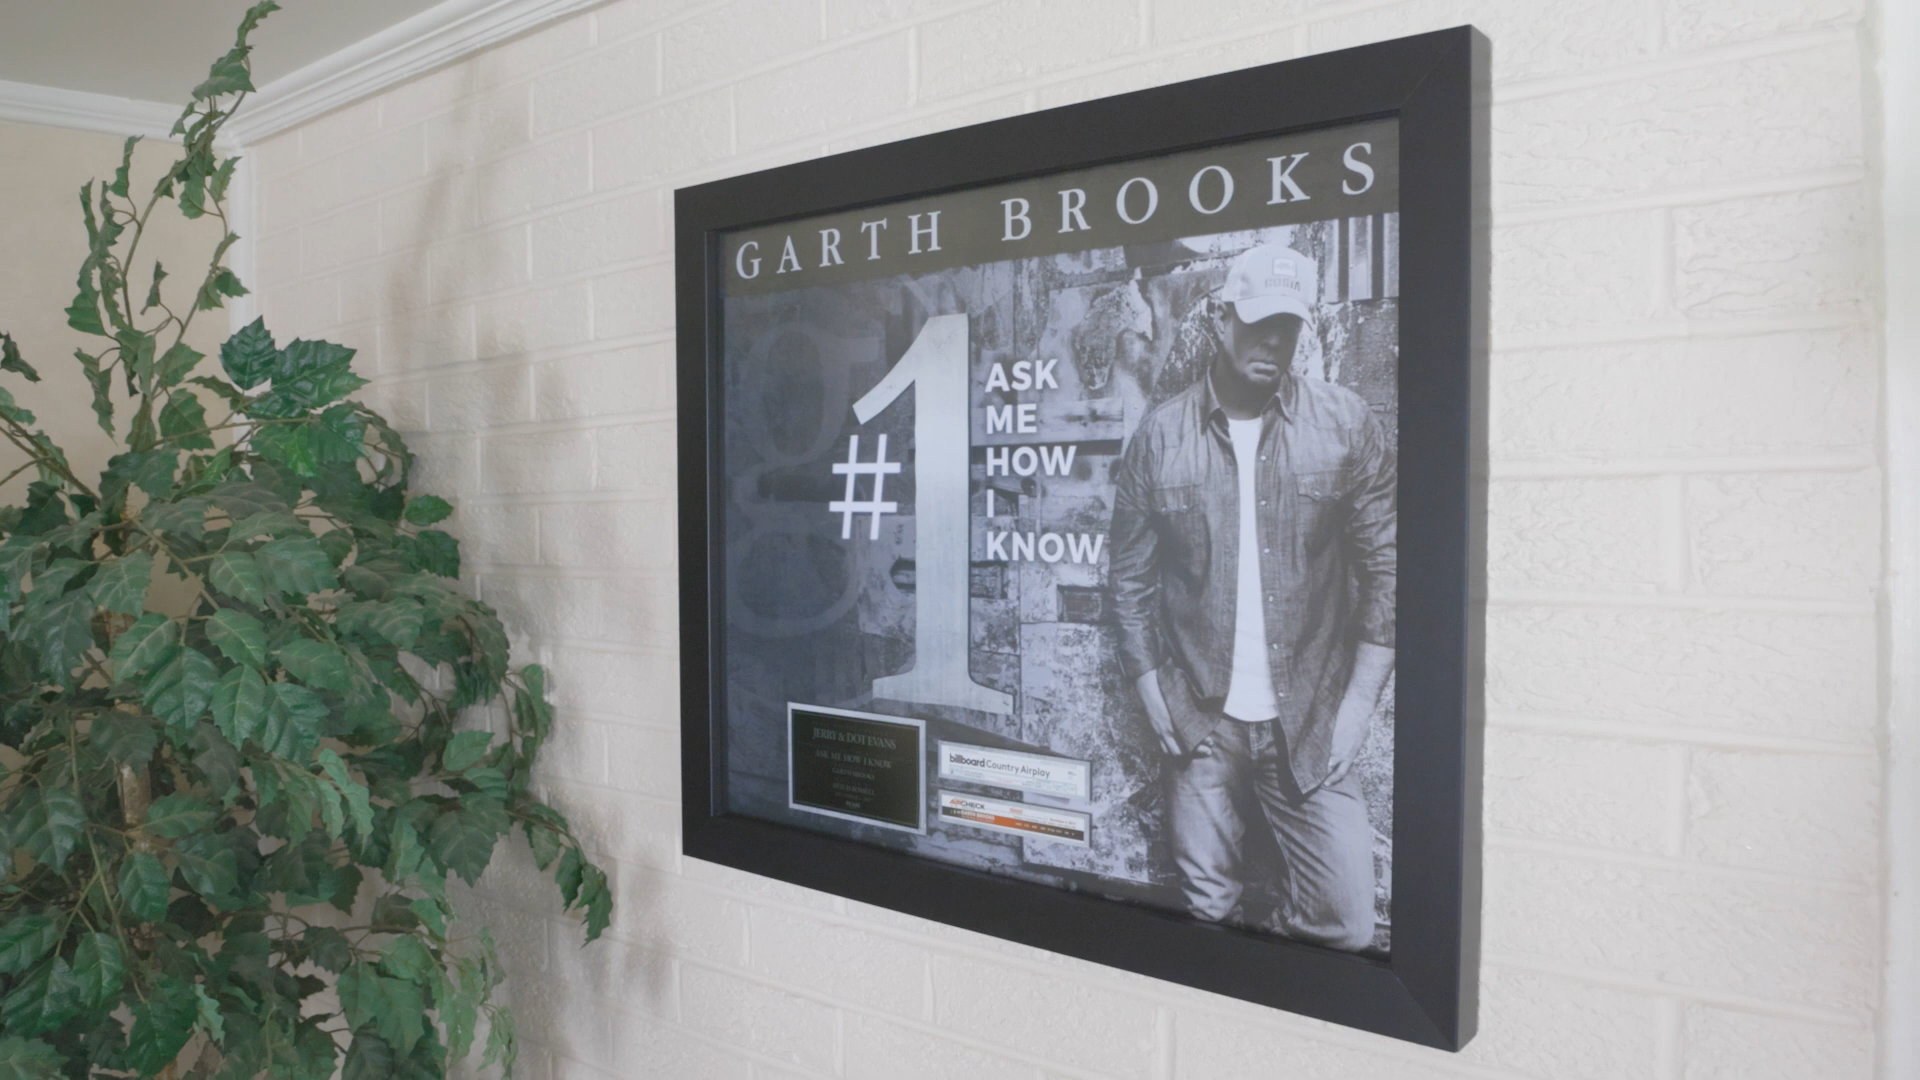 GARTH BROOKS
#1
ASK
ME
HOW
I
KNOW
JERRY & DOT EVANS
ASK ME HOW I KNOW
GARTH BROOKS
billboard Country Airplay
AIRCHECK